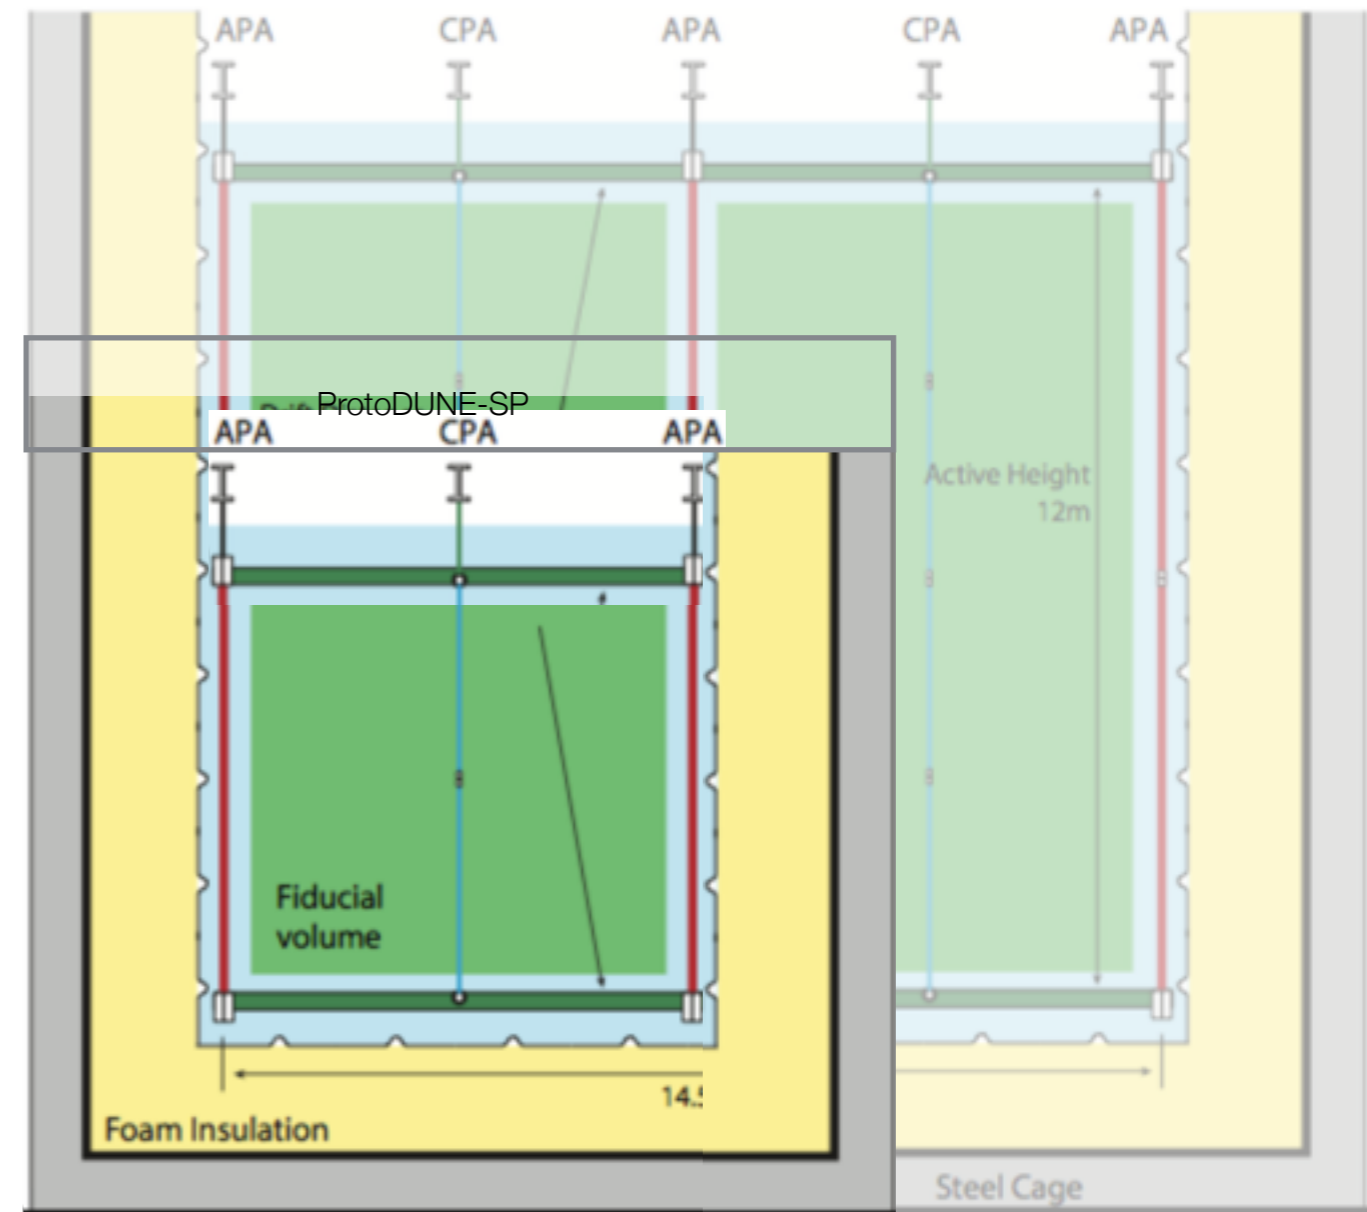 APA CPA APA CPA APA
ProtoDUNE-SP
APA CPA APA
Active Height
12m
Fiducial
volume
14.5
Foam Insulation
Steel Cage